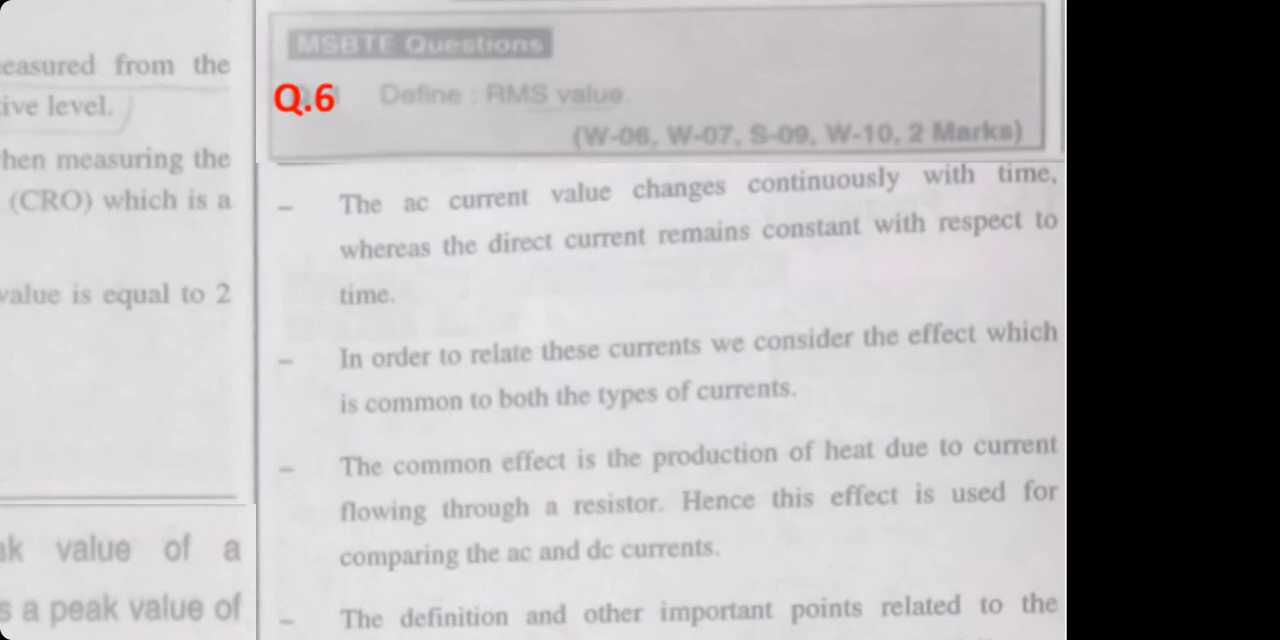 easured from the
ive level.
hen measuring the
(CRO) which is a
value is equal to 2
ak value of a
s a peak value of
MSBTE Questions
Q.6 Define : RMS value.
(W-06, W-07, S-09, W-10, 2 Marks)
– The ac current value changes continuously with time,
whereas the direct current remains constant with respect to
time.
– In order to relate these currents we consider the effect which
is common to both the types of currents.
– The common effect is the production of heat due to current
flowing through a resistor. Hence this effect is used for
comparing the ac and dc currents.
– The definition and other important points related to the